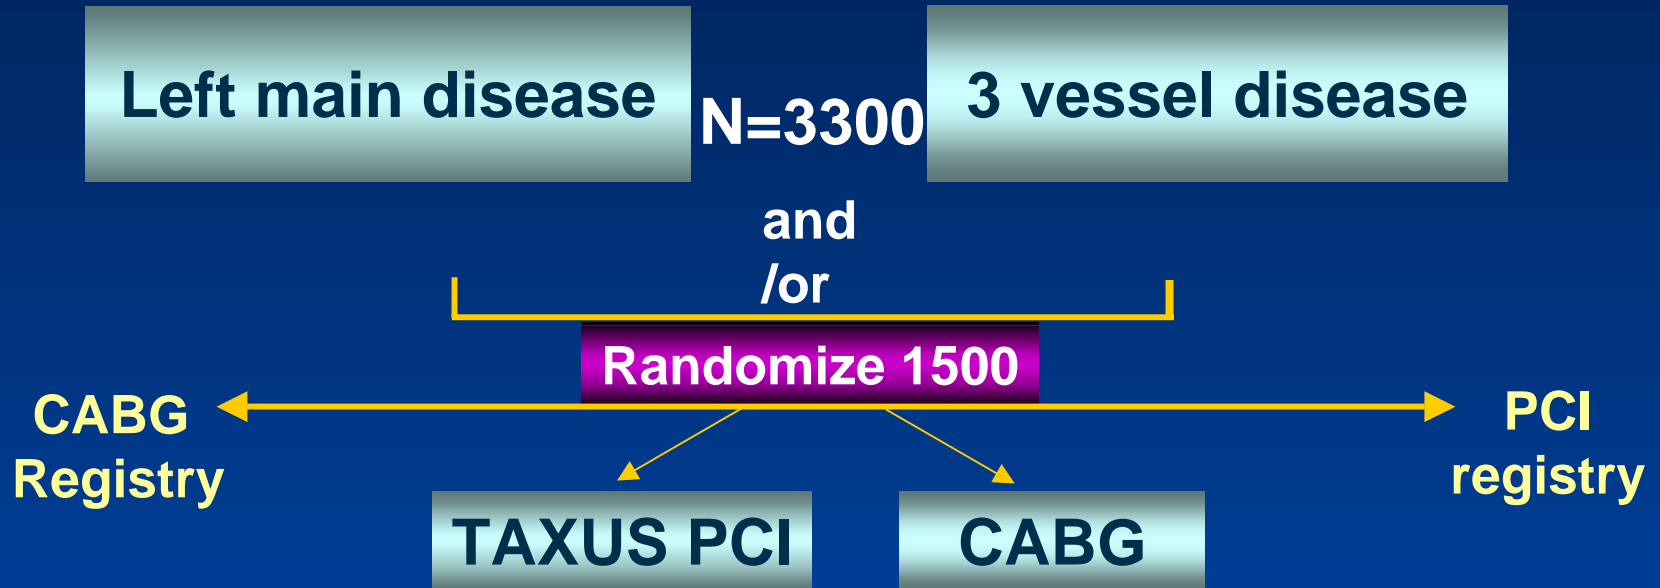 Left main disease
N=3300
3 vessel disease
and
/or
Randomize 1500
CABG
Registry
PCI
registry
TAXUS PCI
CABG